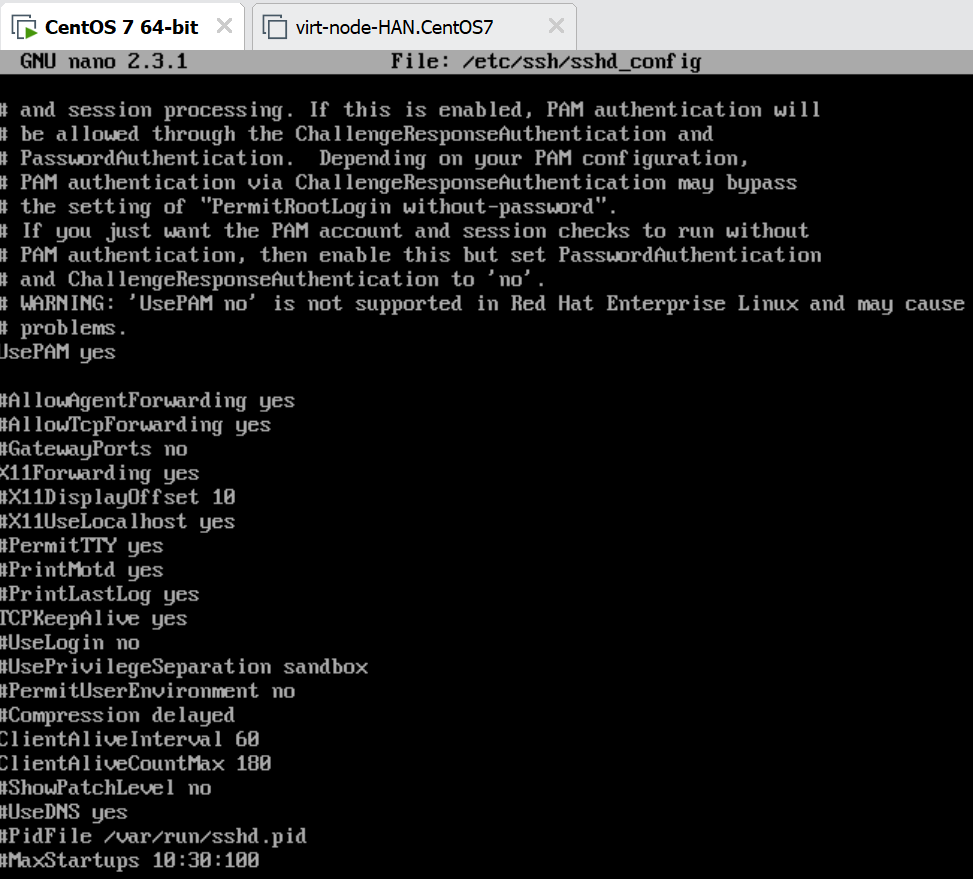 CentOS 7 64-bit
virt-node-HAN.CentOS7
GNU nano 2.3.1 File: /etc/ssh/sshd_config
# and session processing. If this is enabled, PAM authentication will
# be allowed through the ChallengeResponseAuthentication and
# PasswordAuthentication.  Depending on your PAM configuration,
# PAM authentication via ChallengeResponseAuthentication may bypass
# the setting of "PermitRootLogin without-password".
# If you just want the PAM account and session checks to run without
# PAM authentication, then enable this but set PasswordAuthentication
# and ChallengeResponseAuthentication to 'no'.
# WARNING: 'UsePAM no' is not supported in Red Hat Enterprise Linux and may cause
# problems.
UsePAM yes
#AllowAgentForwarding yes
#AllowTcpForwarding yes
#GatewayPorts no
X11Forwarding yes
#X11DisplayOffset 10
#X11UseLocalhost yes
#PermitTTY yes
#PrintMotd yes
#PrintLastLog yes
TCPKeepAlive yes
#UseLogin no
#UsePrivilegeSeparation sandbox
#PermitUserEnvironment no
#Compression delayed
ClientAliveInterval 60
ClientAliveCountMax 180
#ShowPatchLevel no
#UseDNS yes
#PidFile /var/run/sshd.pid
#MaxStartups 10:30:100